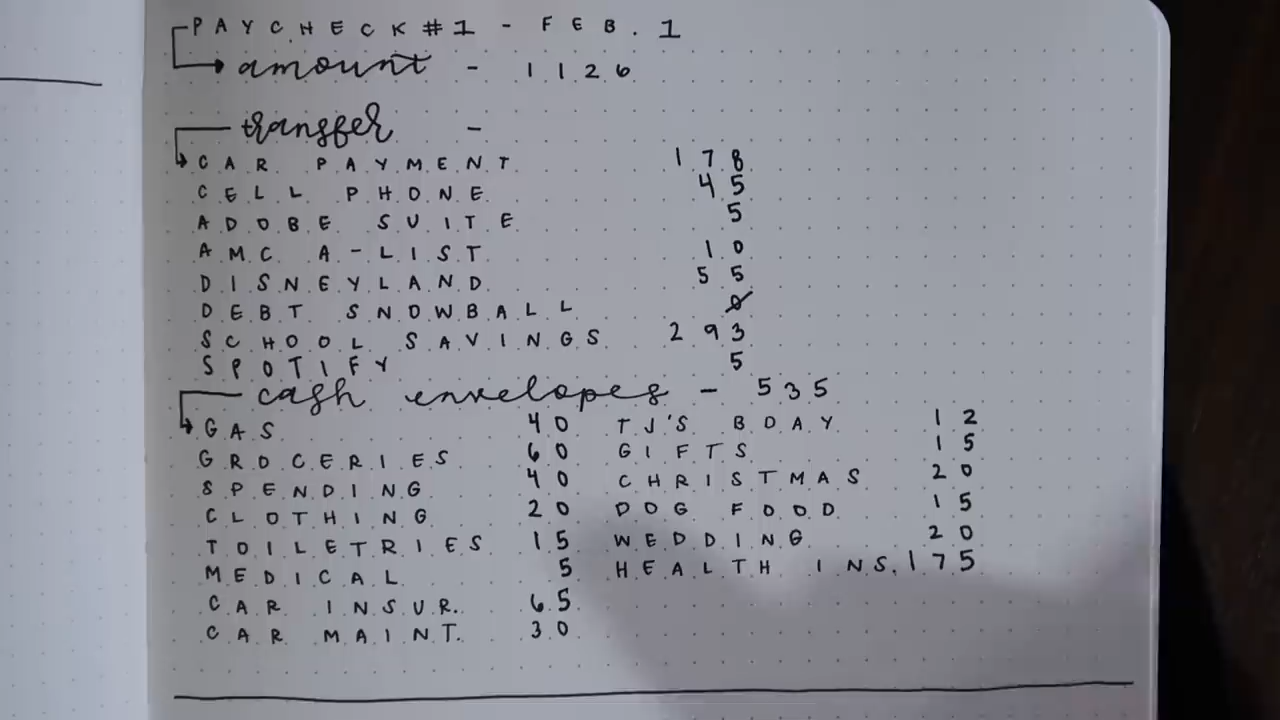 PAYCHECK #1 - FEB. 1
amount - 1126
transfer -
CAR PAYMENT 178
CELL PHONE 45
ADOBE SUITE 5
AMC A-LIST 10
DISNEYLAND 55
DEBT SNOWBALL 0
SCHOOL SAVINGS 293
SPOTIFY 5
cash envelopes - 535
GAS 40 TJ'S BDAY 12
GROCERIES 60 GIFTS 15
SPENDING 40 CHRISTMAS 20
CLOTHING 20 DOG FOOD 15
TOILETRIES 15 WEDDING 20
MEDICAL 5 HEALTH INS. 175
CAR INSUR. 65
CAR MAINT. 30